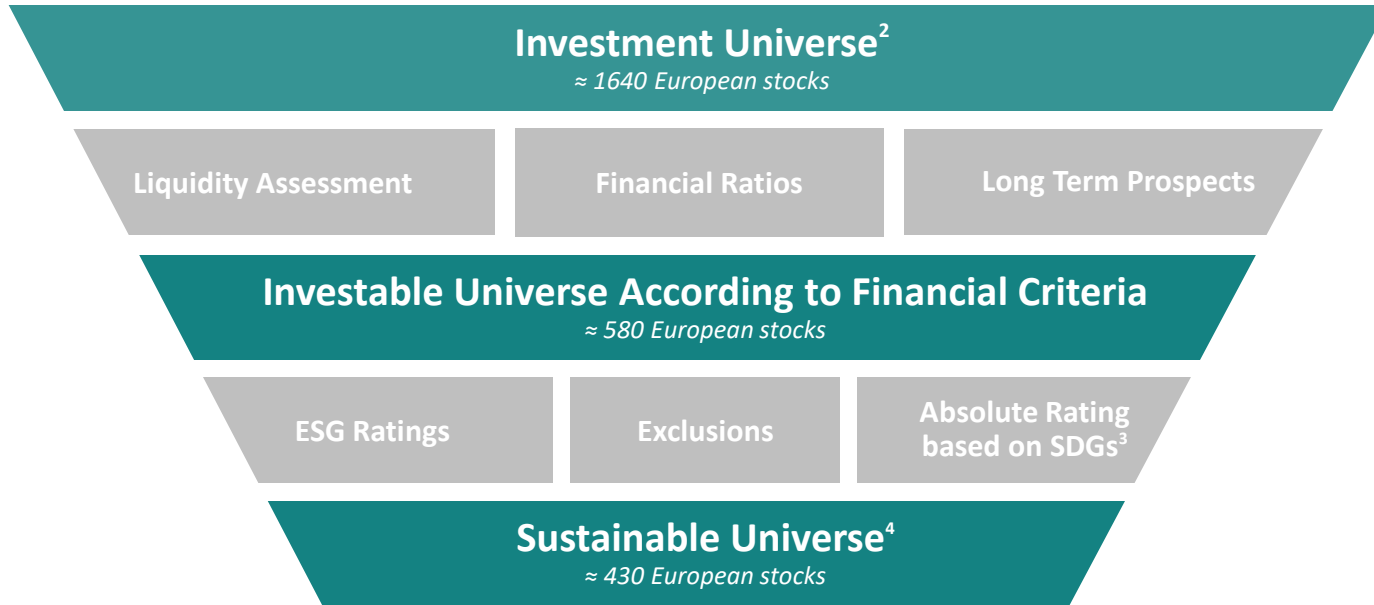 Investment Universe²
≈ 1640 European stocks
Liquidity Assessment
Financial Ratios
Long Term Prospects
Investable Universe According to Financial Criteria
≈ 580 European stocks
ESG Ratings
Exclusions
Absolute Rating
based on SDGs³
Sustainable Universe⁴
≈ 430 European stocks